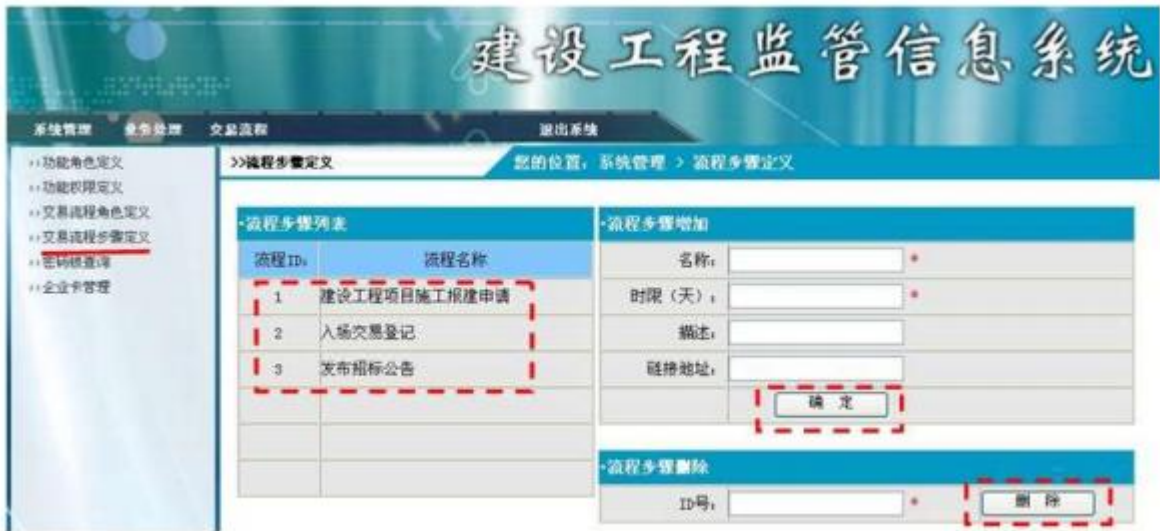 建设工程监管信息系统
系统管理 业务处理 交易流程 退出系统
››功能角色定义
››功能权限定义
››交易流程角色定义
››交易流程步骤定义
››密码锁查询
››企业卡管理
>>流程步骤定义
您的位置：系统管理 > 流程步骤定义
·流程步骤列表
流程ID： 流程名称
1 建设工程项目施工报建申请
2 入场交易登记
3 发布招标公告
·流程步骤增加
名称： *
时限（天）： *
描述：
链接地址：
确 定
·流程步骤删除
ID号： * 删 除